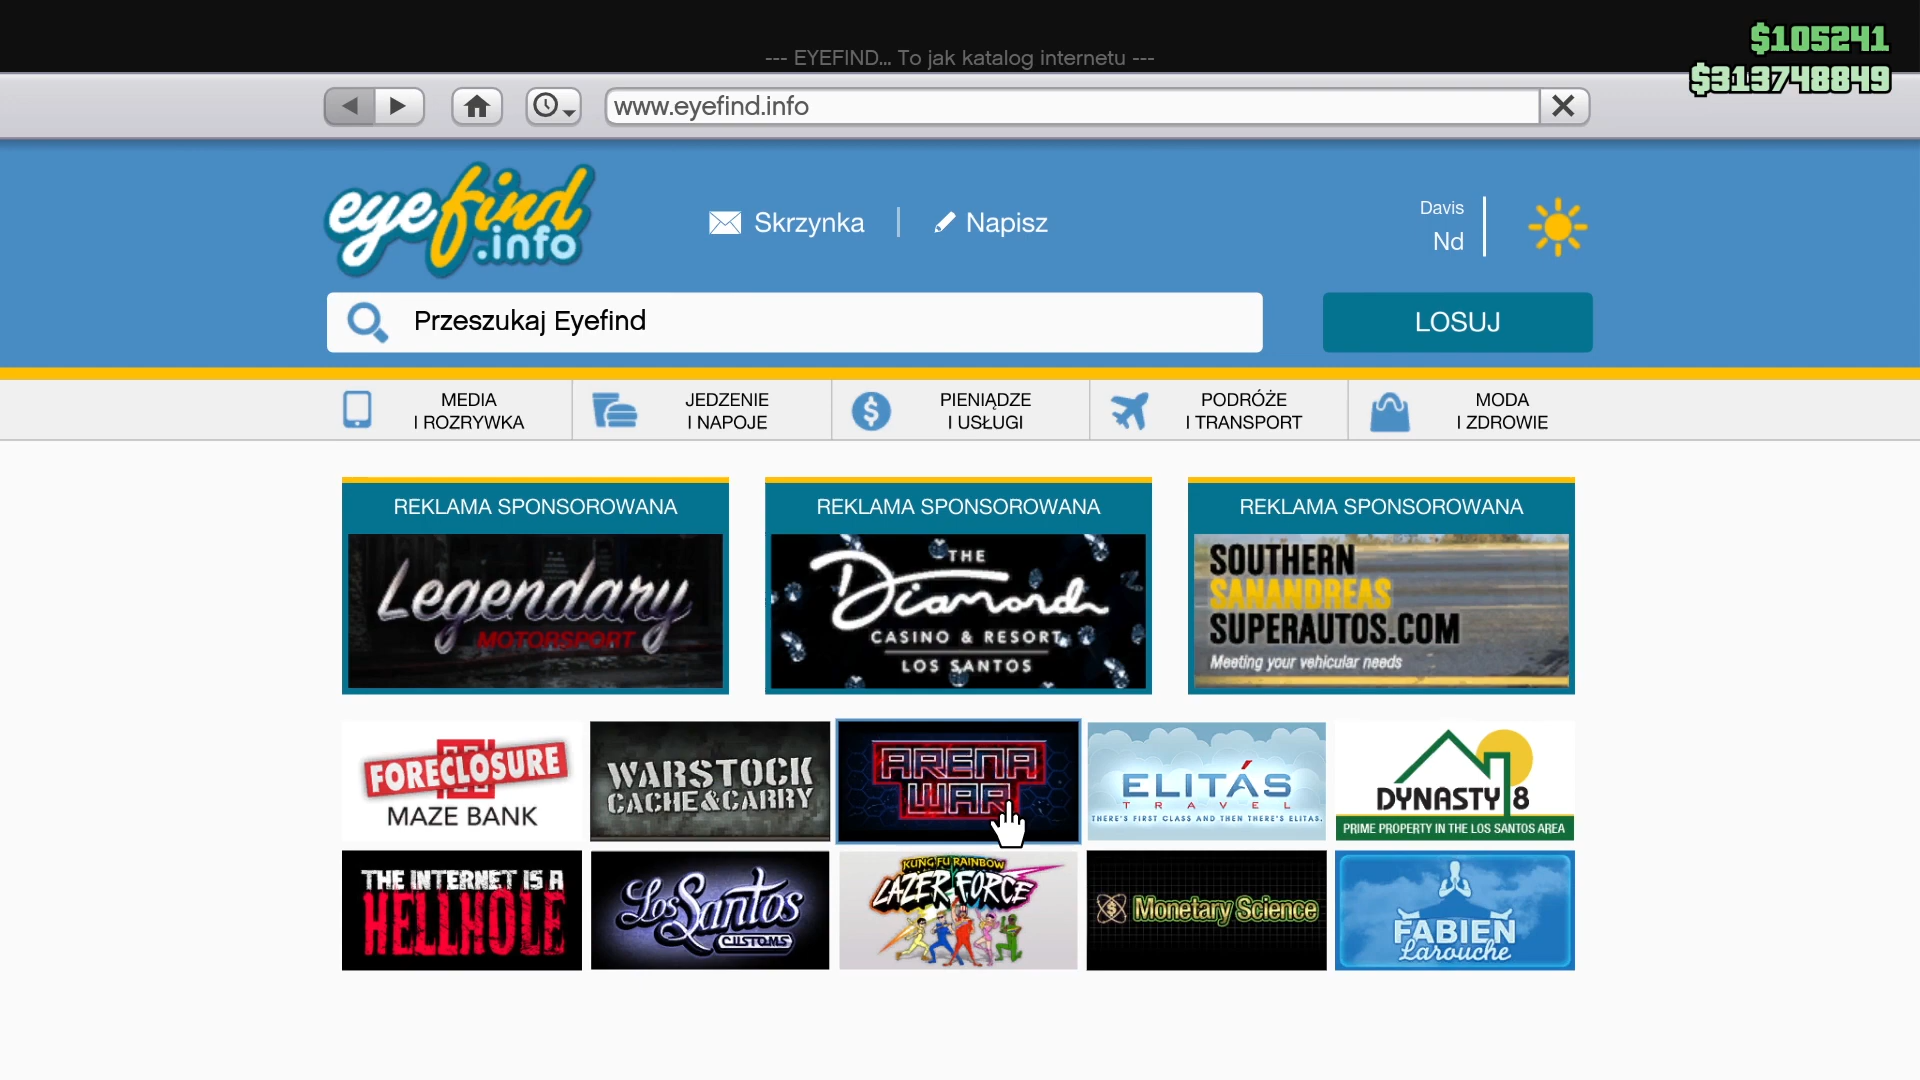 $105241
--- EYEFIND... To jak katalog internetu ---
$313748849
www.eyefind.info
eyefind
.info
Skrzynka
Napisz
Davis
Nd
Przeszukaj Eyefind
LOSUJ
MEDIA
I ROZRYWKA
JEDZENIE
I NAPOJE
PIENIĄDZE
I USŁUGI
PODRÓŻE
I TRANSPORT
MODA
I ZDROWIE
REKLAMA SPONSOROWANA
Legendary
MOTORSPORT
REKLAMA SPONSOROWANA
THE
Diamond
CASINO & RESORT
LOS SANTOS
REKLAMA SPONSOROWANA
SOUTHERN
SANANDREAS
SUPERAUTOS.COM
Meeting your vehicular needs
FORECLOSURE
MAZE BANK
WARSTOCK
CACHE&CARRY
ARENA
WAR
ELITÁS
TRAVEL
THERE'S FIRST CLASS AND THEN THERE'S ELITAS.
DYNASTY 8
PRIME PROPERTY IN THE LOS SANTOS AREA
THE INTERNET IS A
HELLHOLE
Los Santos
CUSTOMS
KUNG FU RAINBOW
LAZER FORCE
Monetary Science
FABIEN
Larouche